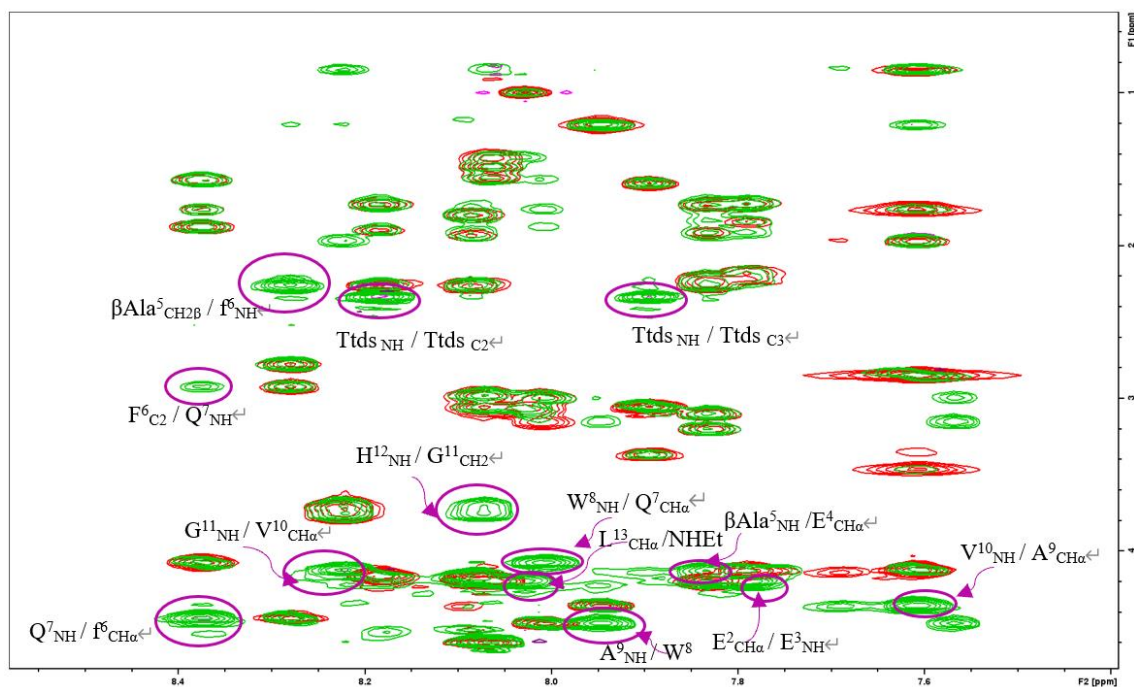 F1 [ppm]
1
2
βAla⁵CH2β / f⁶NH↵
Ttds NH / Ttds C2↵
Ttds NH / Ttds C3↵
3
F⁶C2 / Q⁷NH↵
H¹²NH / G¹¹CH2↵
W⁸NH / Q⁷CHα↵
βAla⁵NH /E⁴CHα↵
G¹¹NH / V¹⁰CHα↵
L¹³CHα /NHEt
V¹⁰NH / A⁹CHα↵
4
Q⁷NH / f⁶CHα↵
A⁹NH / W⁸
E²CHα / E³NH↵
8.4
8.2
8.0
7.8
7.6
F2 [ppm]